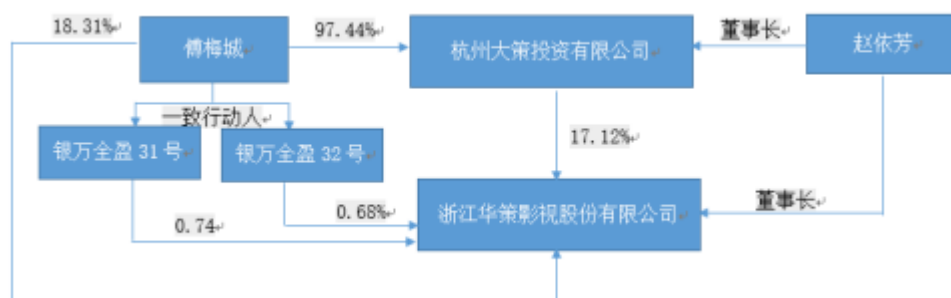 18.31%
傅梅城
97.44%
杭州大策投资有限公司
董事长
赵依芳
一致行动人
银万全盈 31 号
银万全盈 32 号
17.12%
0.74
0.68%
浙江华策影视股份有限公司
董事长